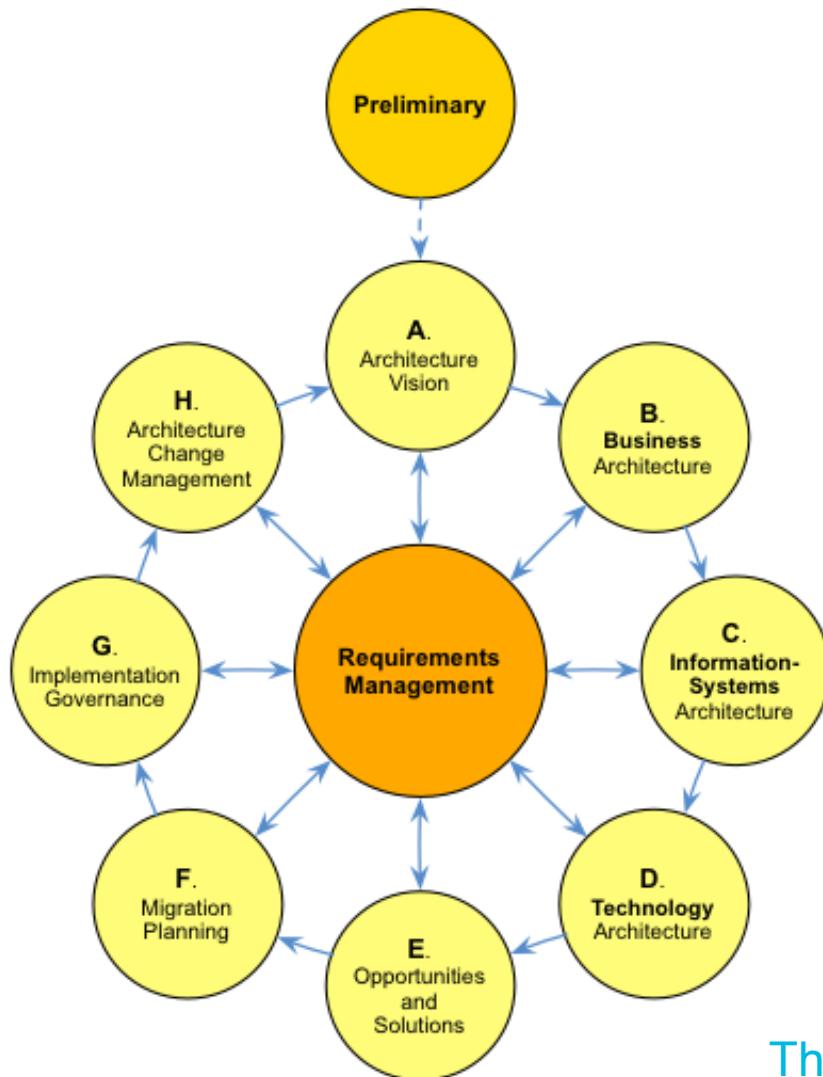 Preliminary
A.
Architecture
Vision
B.
Business
Architecture
C.
Information-
Systems
Architecture
D.
Technology
Architecture
E.
Opportunities
and
Solutions
F.
Migration
Planning
G.
Implementation
Governance
H.
Architecture
Change
Management
Requirements
Management
Th